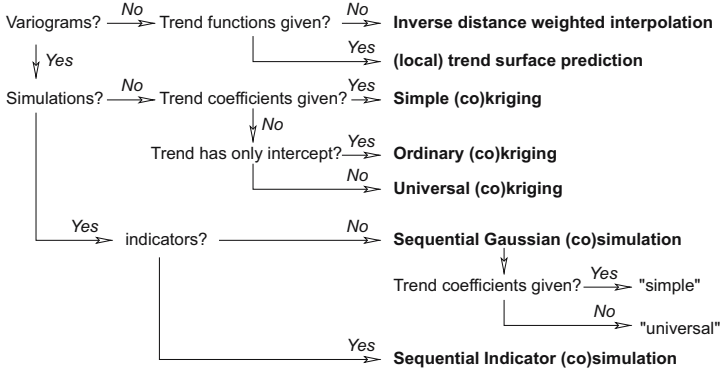 Variograms? No Trend functions given? No Inverse distance weighted interpolation
Yes Yes (local) trend surface prediction
Simulations? No Trend coefficients given? Yes Simple (co)kriging
No
Trend has only intercept? Yes Ordinary (co)kriging
No Universal (co)kriging
Yes indicators? No Sequential Gaussian (co)simulation
Trend coefficients given? Yes "simple"
No "universal"
Yes Sequential Indicator (co)simulation